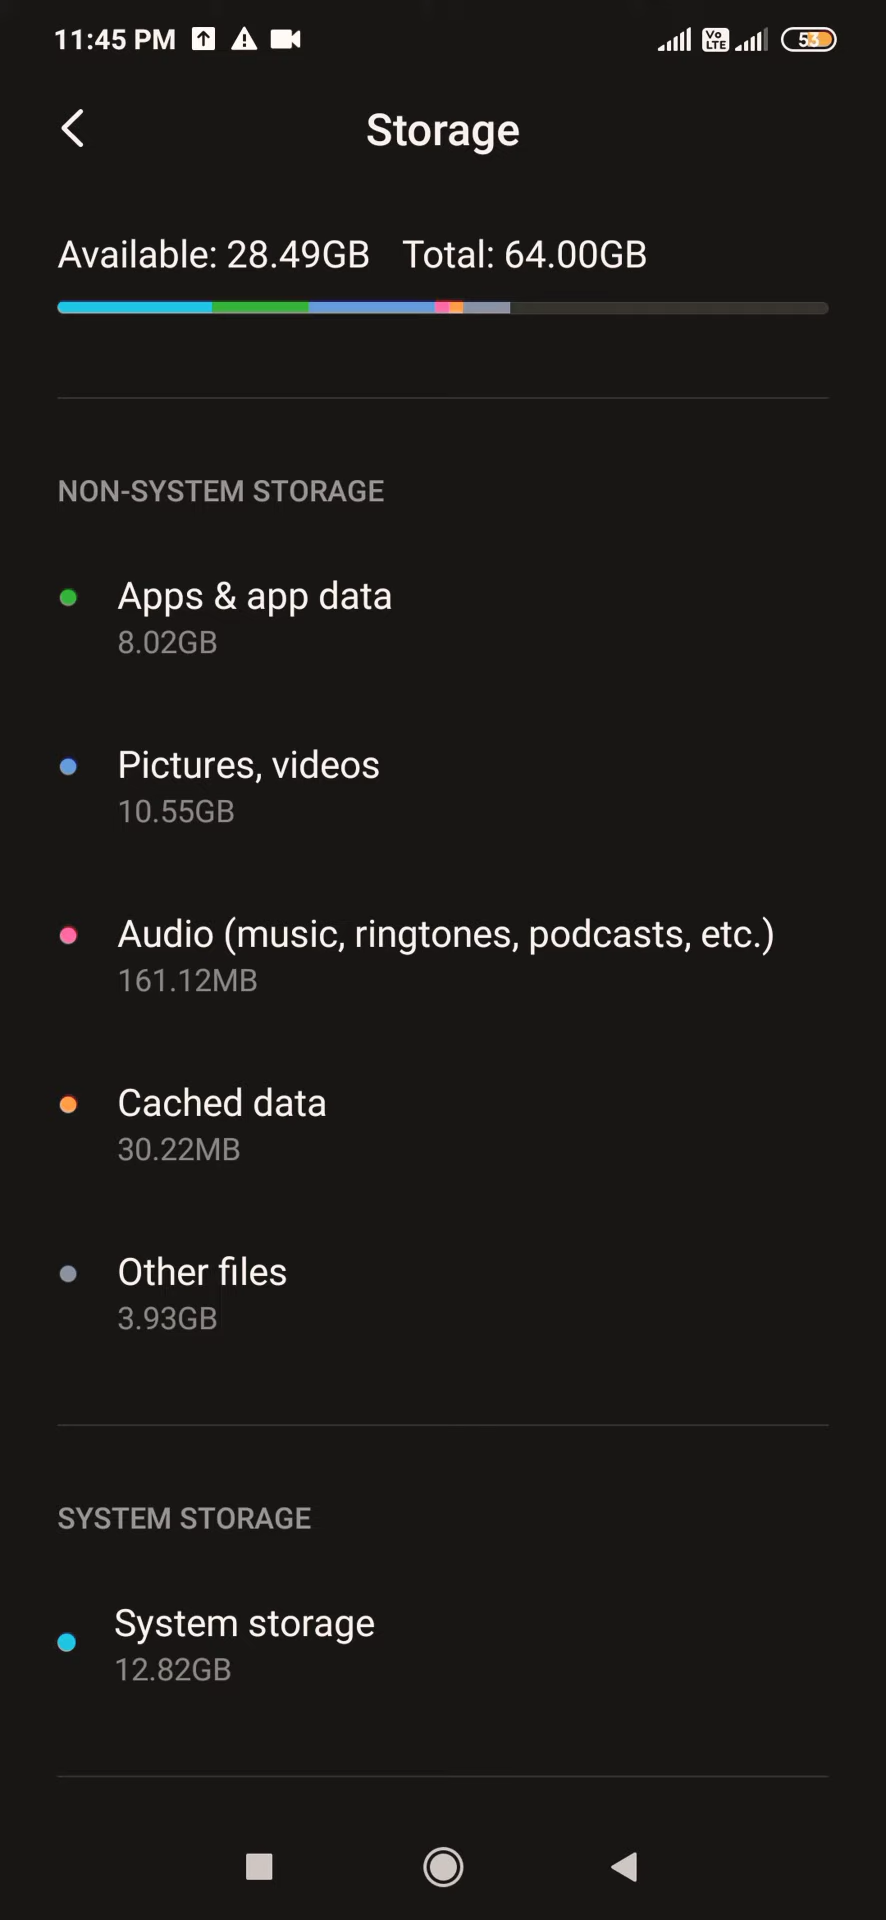 11:45 PM Vo LTE 53
Storage
Available: 28.49GB Total: 64.00GB
NON-SYSTEM STORAGE
Apps & app data
8.02GB
Pictures, videos
10.55GB
Audio (music, ringtones, podcasts, etc.)
161.12MB
Cached data
30.22MB
Other files
3.93GB
SYSTEM STORAGE
System storage
12.82GB